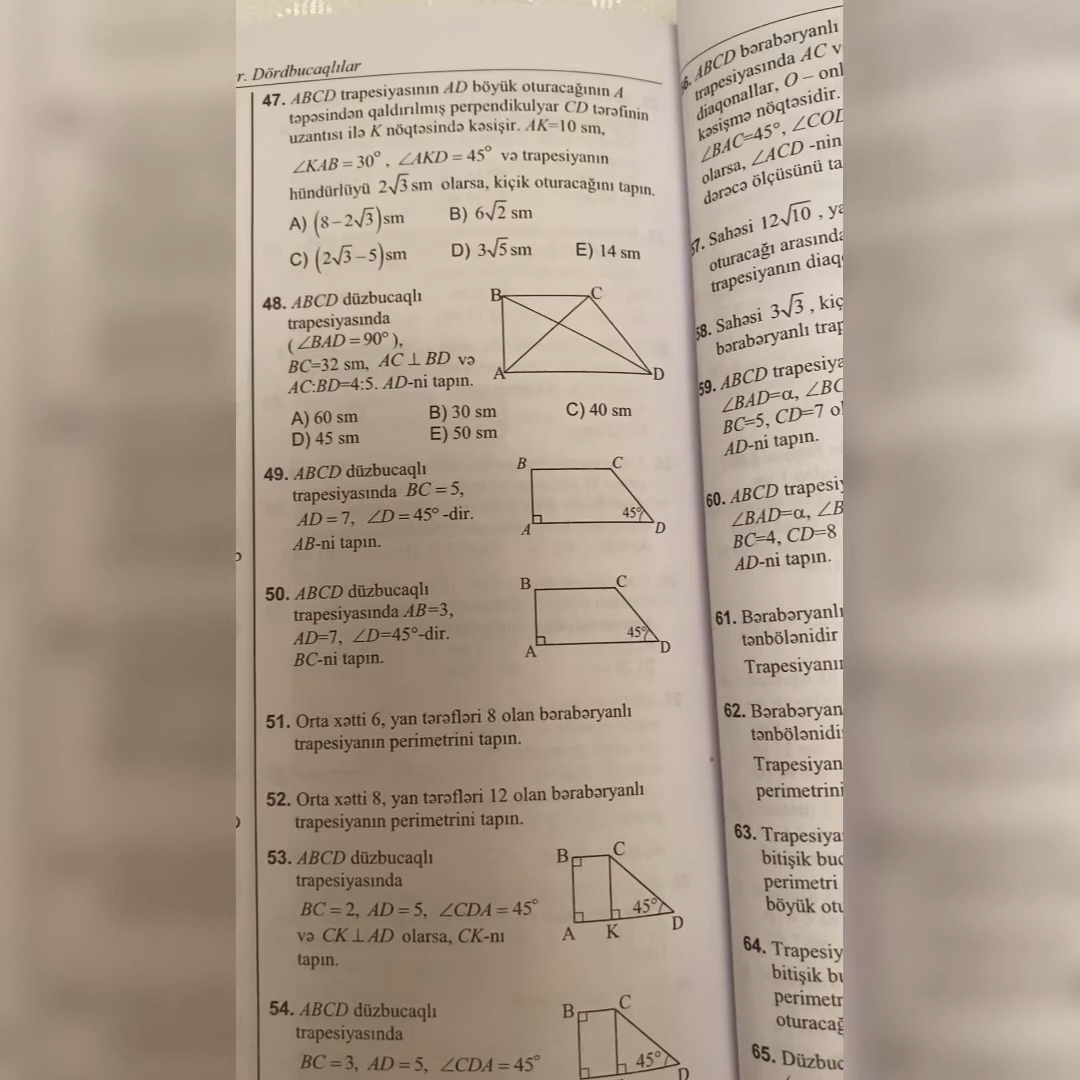 r. Dördbucaqlılar
47. ABCD trapesiyasının AD böyük oturacağının A
təpəsindən qaldırılmış perpendikulyar CD tərəfinin
uzantısı ilə K nöqtəsində kəsişir. AK=10 sm,
∠KAB = 30°, ∠AKD = 45° və trapesiyanın
hündürlüyü 2√3 sm olarsa, kiçik oturacağını tapın.
A) (8−2√3) sm B) 6√2 sm
C) (2√3−5) sm D) 3√5 sm E) 14 sm
48. ABCD düzbucaqlı
trapesiyasında
(∠BAD = 90°),
BC=32 sm, AC ⊥ BD və
AC:BD=4:5. AD-ni tapın.
B C
A D
A) 60 sm B) 30 sm C) 40 sm
D) 45 sm E) 50 sm
49. ABCD düzbucaqlı
trapesiyasında BC = 5,
AD = 7, ∠D = 45° -dir.
AB-ni tapın.
B C
45°
A D
50. ABCD düzbucaqlı
trapesiyasında AB=3,
AD=7, ∠D=45°-dir.
BC-ni tapın.
B C
45°
A D
51. Orta xətti 6, yan tərəfləri 8 olan bərabəryanlı
trapesiyanın perimetrini tapın.
52. Orta xətti 8, yan tərəfləri 12 olan bərabəryanlı
trapesiyanın perimetrini tapın.
53. ABCD düzbucaqlı
trapesiyasında
BC = 2, AD = 5, ∠CDA = 45°
və CK ⊥ AD olarsa, CK-nı
tapın.
B C
45°
A K D
54. ABCD düzbucaqlı
trapesiyasında
BC = 3, AD = 5, ∠CDA = 45°
B C
45°
D
6. ABCD bərabəryanlı
trapesiyasında AC v
diaqonallar, O – onl
kəsişmə nöqtəsidir.
∠BAC=45°, ∠COD
olarsa, ∠ACD -nin
dərəcə ölçüsünü ta
57. Sahəsi 12√10 , ya
oturacağı arasında
trapesiyanın diaq
58. Sahəsi 3√3 , kiç
bərabəryanlı trap
59. ABCD trapesiya
∠BAD=α, ∠BC
BC=5, CD=7 o
AD-ni tapın.
60. ABCD trapesiy
∠BAD=α, ∠B
BC=4, CD=8
AD-ni tapın.
61. Bərabəryanlı
tənbölənidir
Trapesiyanı
62. Bərabəryan
tənbölənidi
Trapesiyan
perimetrini
63. Trapesiya
bitişik buc
perimetri
böyük otu
64. Trapesiy
bitişik bu
perimetr
oturacağ
65. Düzbuc